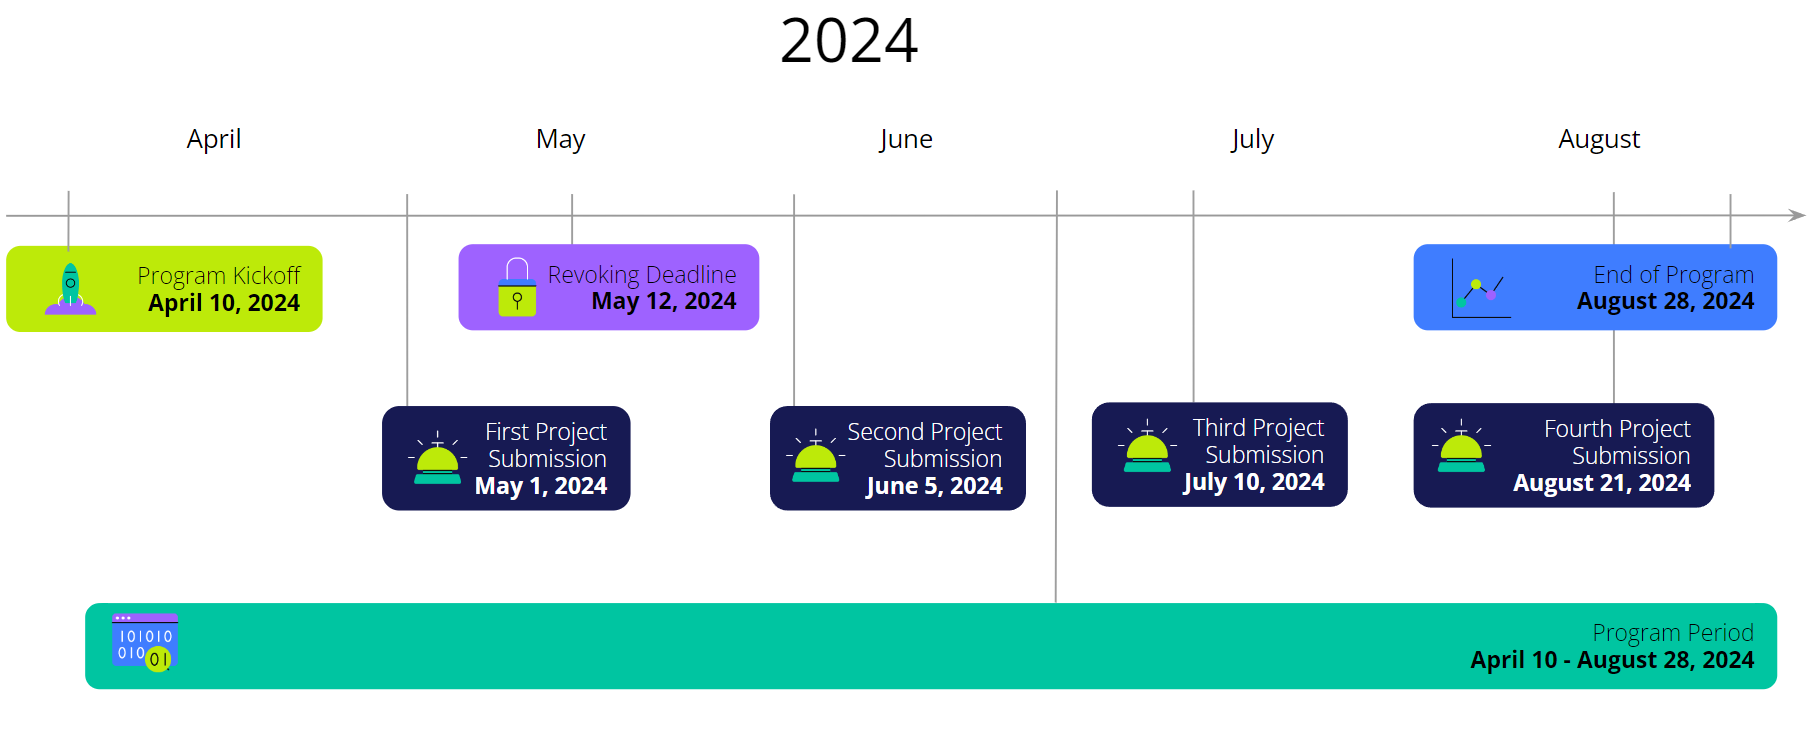 2024
April
May
June
July
August
Program Kickoff
April 10, 2024
Revoking Deadline
May 12, 2024
End of Program
August 28, 2024
First Project
Submission
May 1, 2024
Second Project
Submission
June 5, 2024
Third Project
Submission
July 10, 2024
Fourth Project
Submission
August 21, 2024
101010
010
01
Program Period
April 10 - August 28, 2024